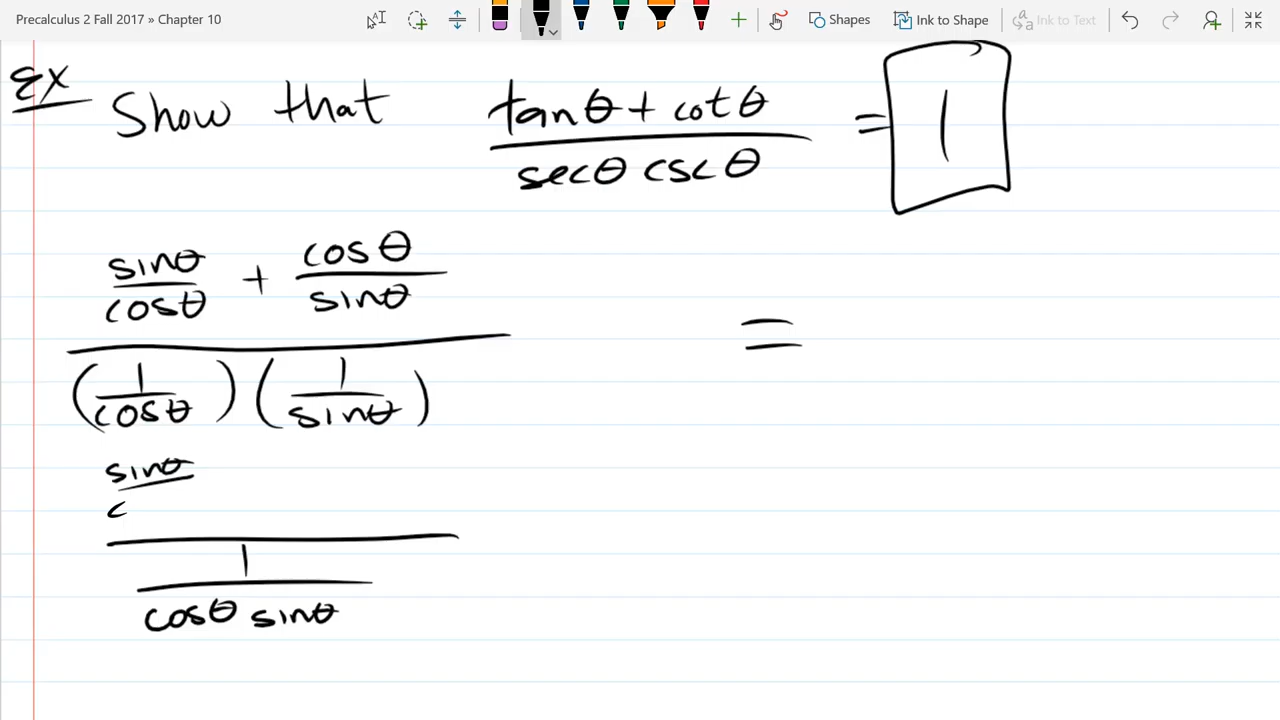 Precalculus 2 Fall 2017 » Chapter 10
Shapes
Ink to Shape
Ink to Text
Ex Show that tanθ + cotθ / secθ cscθ = 1
sinθ/cosθ + cosθ/sinθ
=
(1/cosθ)(1/sinθ)
sinθ
c
1
cosθ sinθ